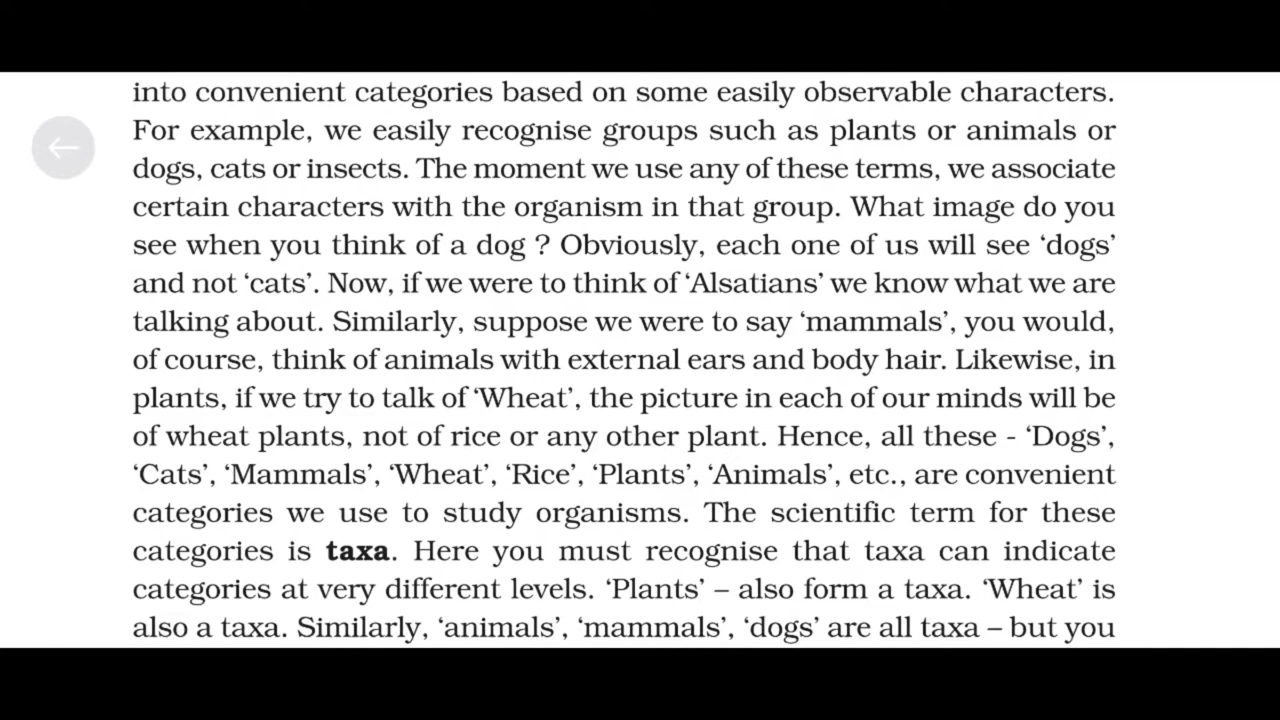 into convenient categories based on some easily observable characters.
For example, we easily recognise groups such as plants or animals or
dogs, cats or insects. The moment we use any of these terms, we associate
certain characters with the organism in that group. What image do you
see when you think of a dog ? Obviously, each one of us will see ‘dogs’
and not ‘cats’. Now, if we were to think of ‘Alsatians’ we know what we are
talking about. Similarly, suppose we were to say ‘mammals’, you would,
of course, think of animals with external ears and body hair. Likewise, in
plants, if we try to talk of ‘Wheat’, the picture in each of our minds will be
of wheat plants, not of rice or any other plant. Hence, all these - ‘Dogs’,
‘Cats’, ‘Mammals’, ‘Wheat’, ‘Rice’, ‘Plants’, ‘Animals’, etc., are convenient
categories we use to study organisms. The scientific term for these
categories is taxa. Here you must recognise that taxa can indicate
categories at very different levels. ‘Plants’ – also form a taxa. ‘Wheat’ is
also a taxa. Similarly, ‘animals’, ‘mammals’, ‘dogs’ are all taxa – but you